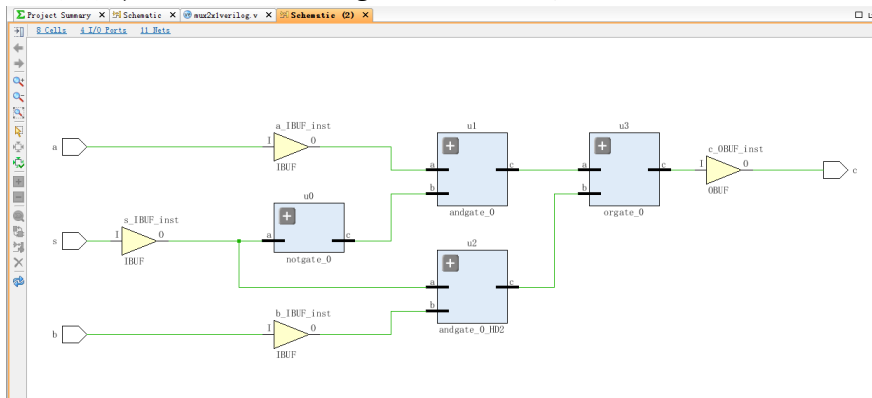 Project Summary
Schematic
mux2x1verilog.v
Schematic (2)
8 Cells 4 I/O Ports 11 Nets
a_IBUF_inst
u1
u3
a
I
O
a
c
a
c
c_OBUF_inst
I
O
c
IBUF
b
b
OBUF
u0
andgate_0
orgate_0
s_IBUF_inst
s
I
O
a
c
u2
IBUF
notgate_0
a
c
b_IBUF_inst
b
b
I
O
andgate_0_HD2
IBUF